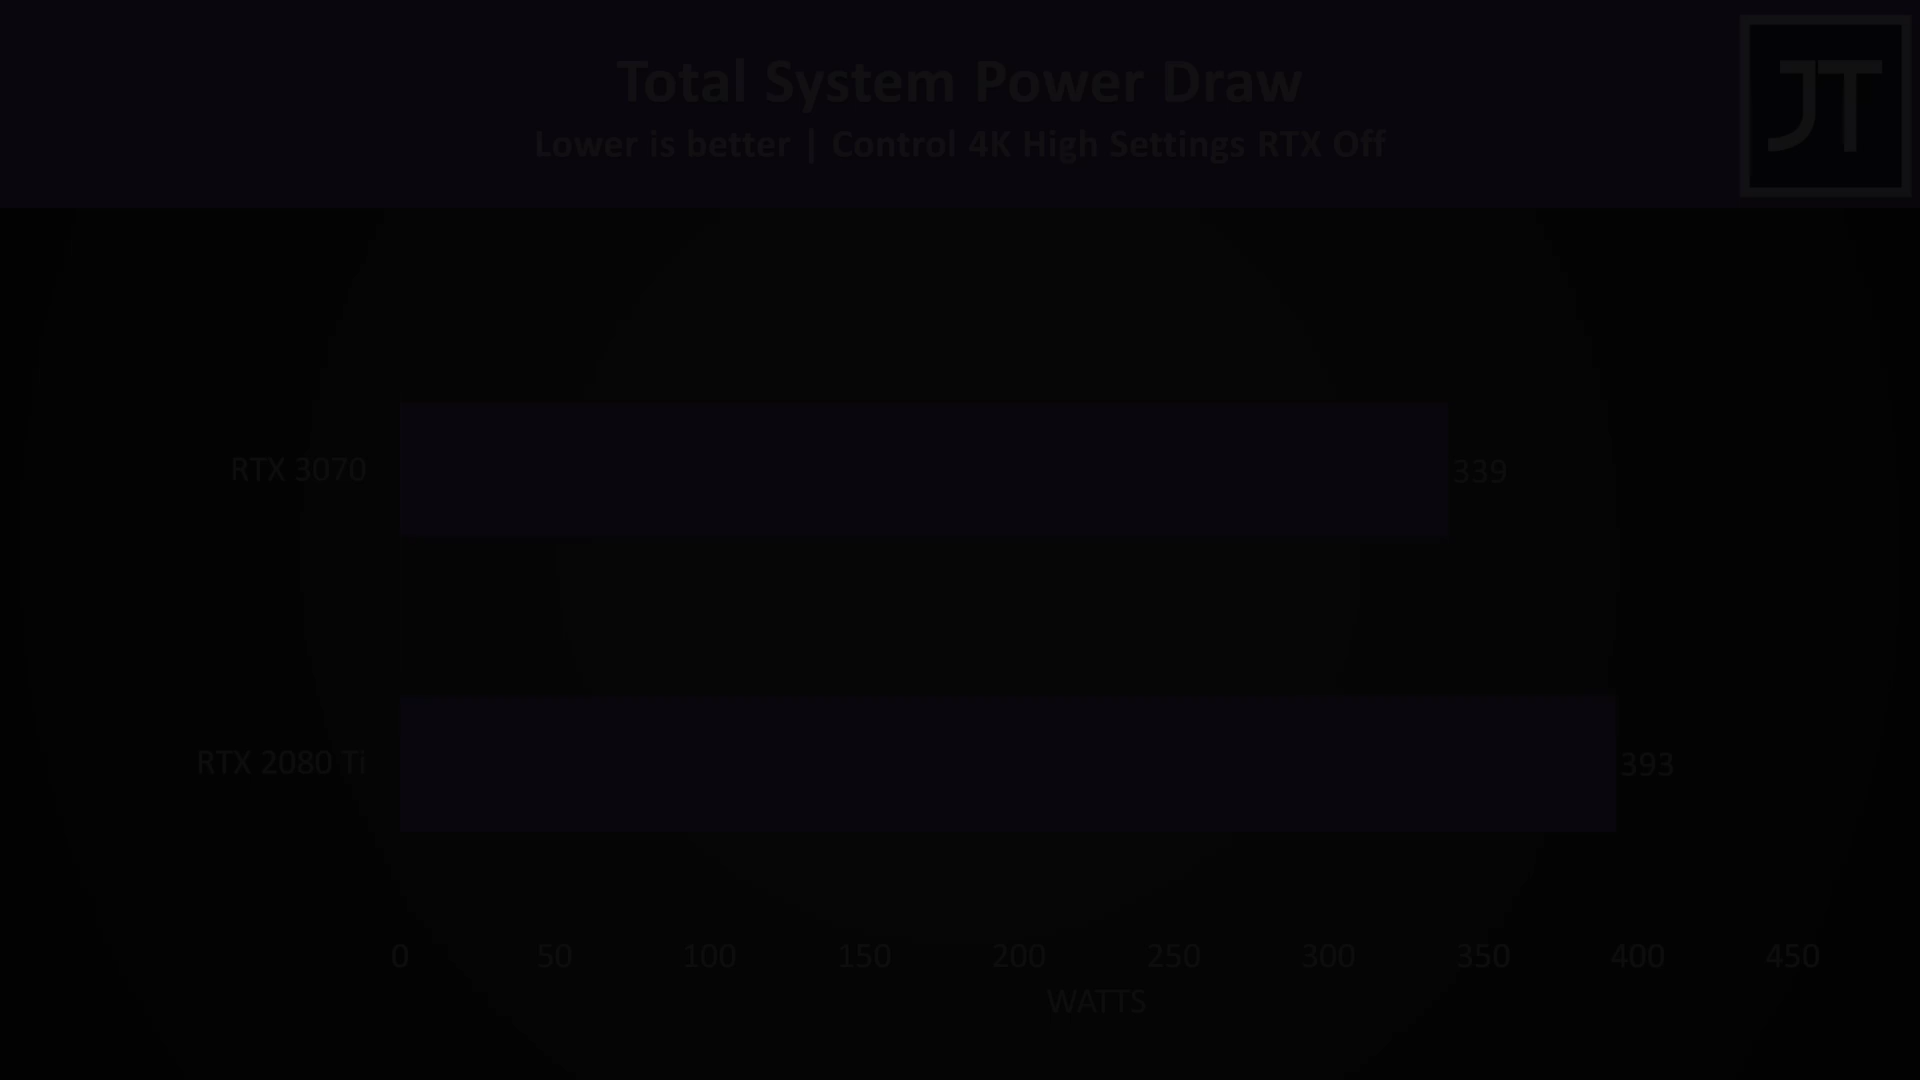 Total System Power Draw
Lower is better | Control 4K High Settings RTX Off
JT
RTX 3070
339
RTX 2080 Ti
393
0 50 100 150 200 250 300 350 400 450
WATTS